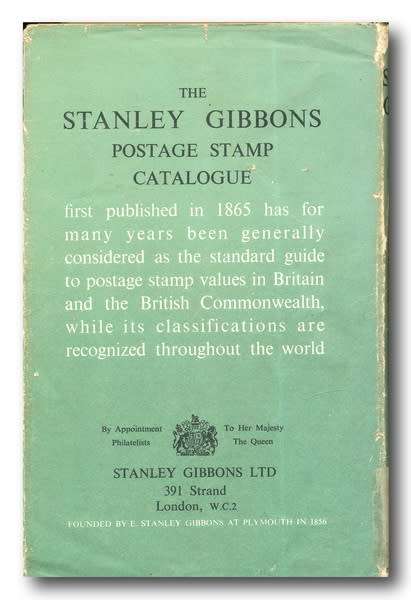 THE
STANLEY GIBBONS
POSTAGE STAMP
CATALOGUE
first published in 1865 has for
many years been generally
considered as the standard guide
to postage stamp values in Britain
and the British Commonwealth,
while its classifications are
recognized throughout the world
By Appointment To Her Majesty
Philatelists The Queen
STANLEY GIBBONS LTD
391 Strand
London, W.C.2
FOUNDED BY E. STANLEY GIBBONS AT PLYMOUTH IN 1856